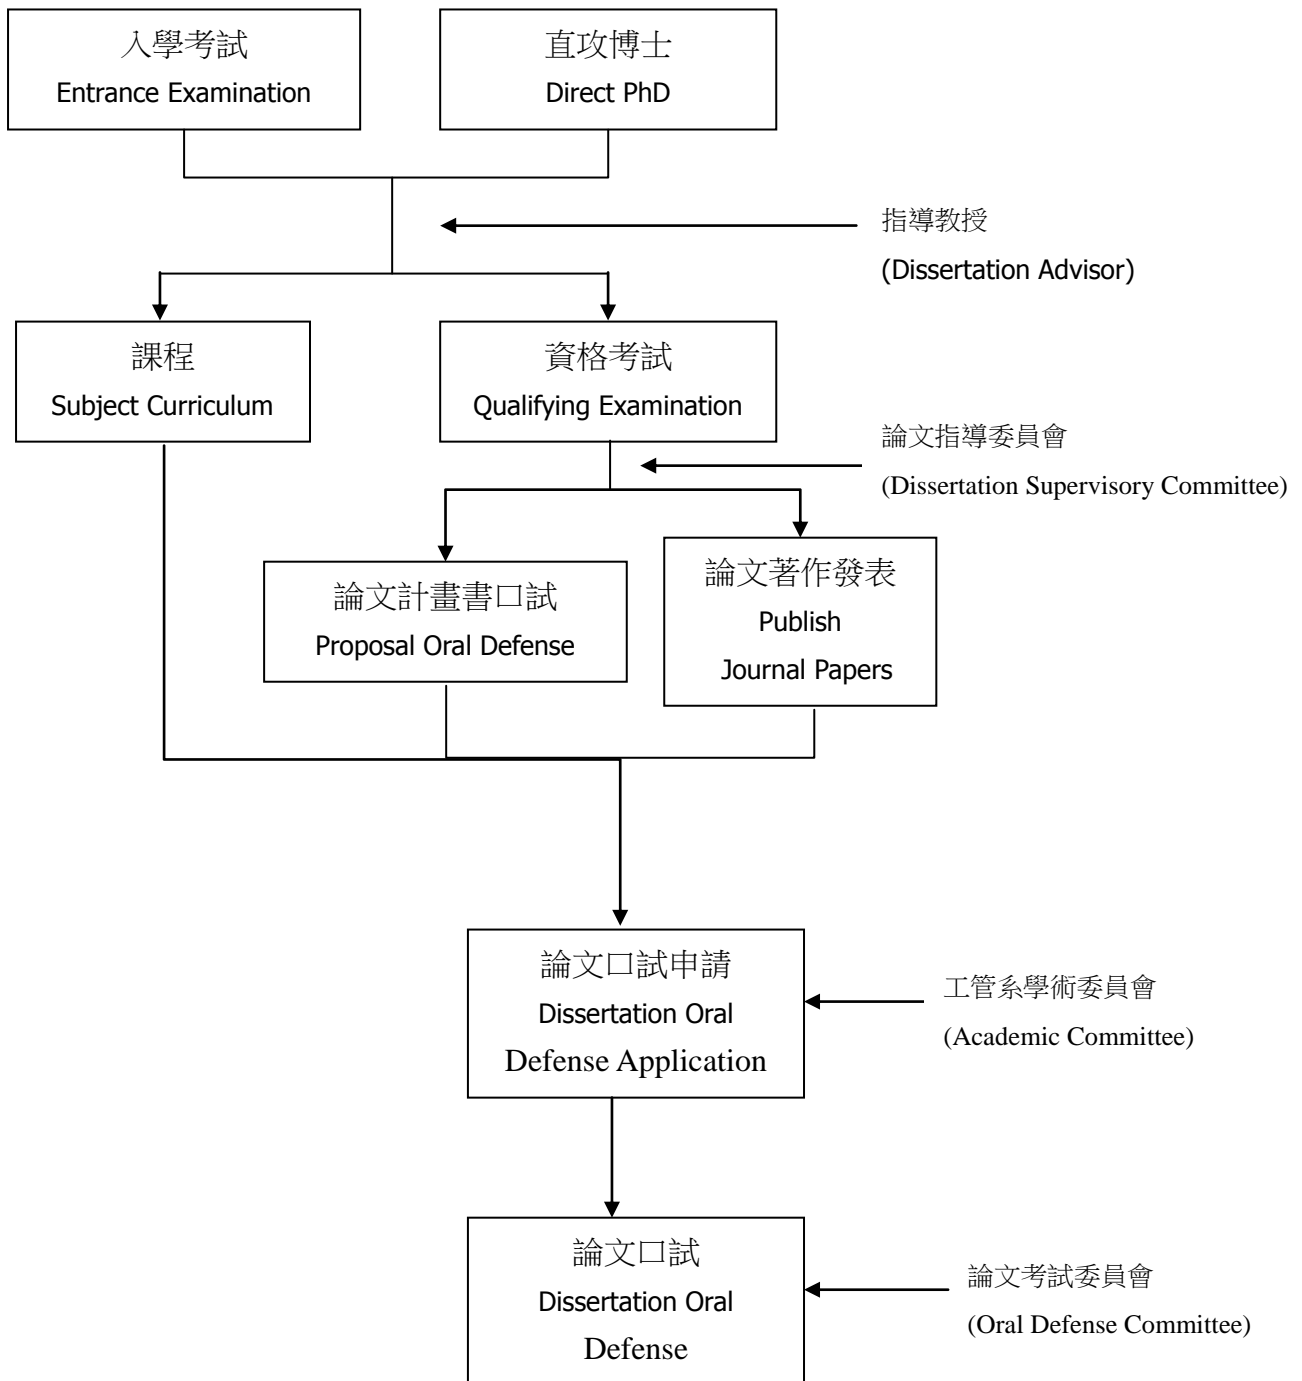 入學考試
Entrance Examination
直攻博士
Direct PhD
指導教授
(Dissertation Advisor)
課程
Subject Curriculum
資格考試
Qualifying Examination
論文指導委員會
(Dissertation Supervisory Committee)
論文計畫書口試
Proposal Oral Defense
論文著作發表
Publish
Journal Papers
論文口試申請
Dissertation Oral
Defense Application
工管系學術委員會
(Academic Committee)
論文口試
Dissertation Oral
Defense
論文考試委員會
(Oral Defense Committee)